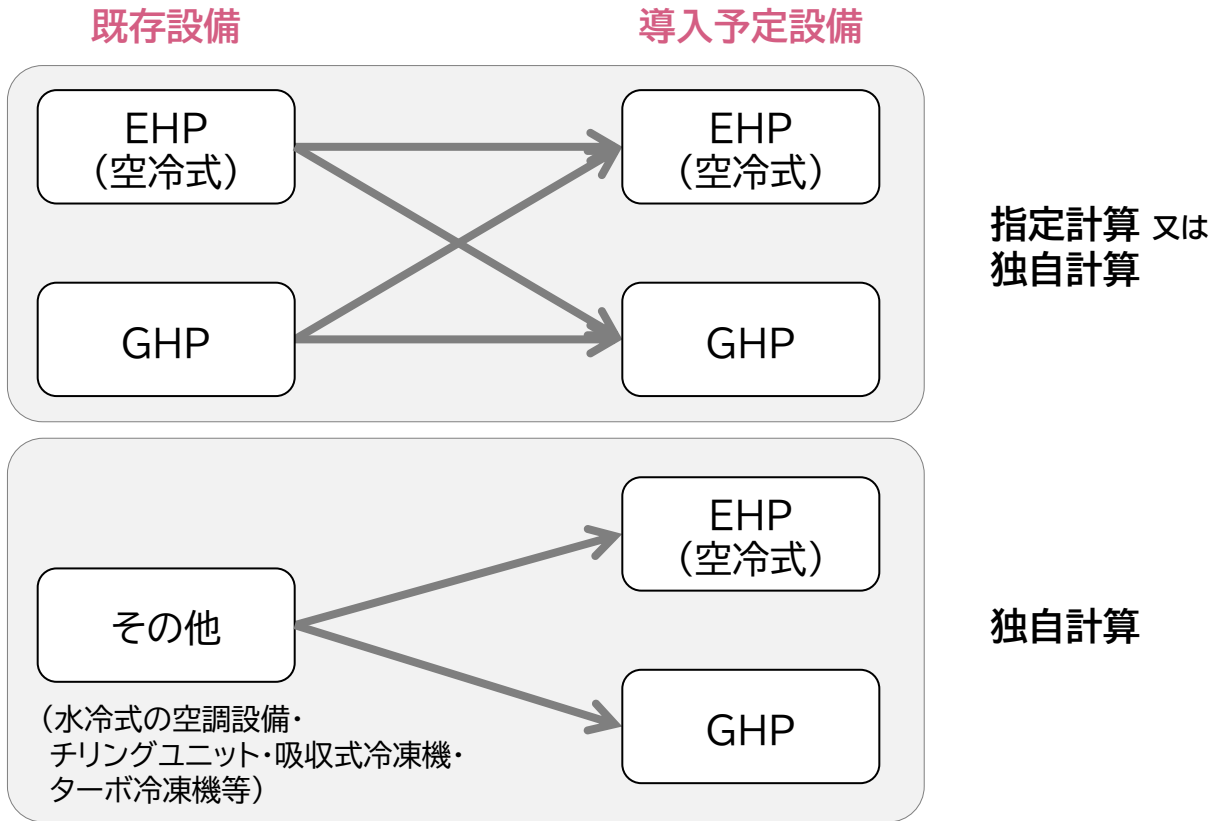 既存設備
導入予定設備
EHP
（空冷式）
EHP
（空冷式）
GHP
GHP
指定計算 又は
独自計算
その他
（水冷式の空調設備・
チリングユニット・吸収式冷凍機・
ターボ冷凍機等）
EHP
（空冷式）
GHP
独自計算